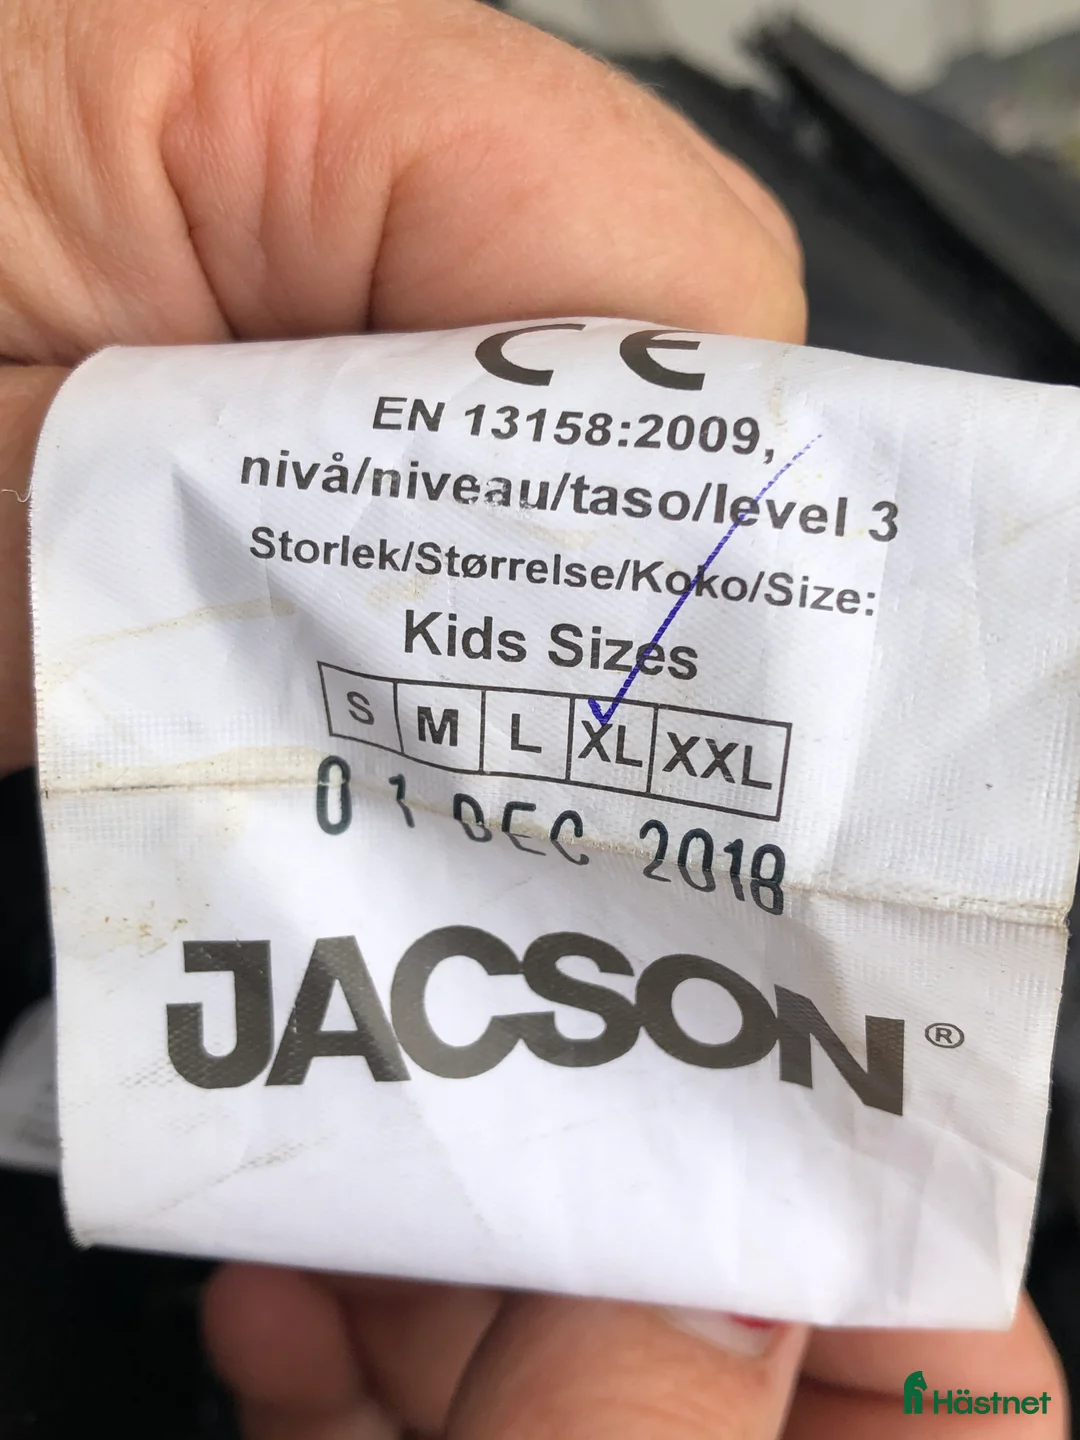 CE
EN 13158:2009,
nivå/niveau/taso/level 3
Storlek/Størrelse/Koko/Size:
Kids Sizes
S M L XL XXL
01 DEC 2018
JACSON ®
Hästnet